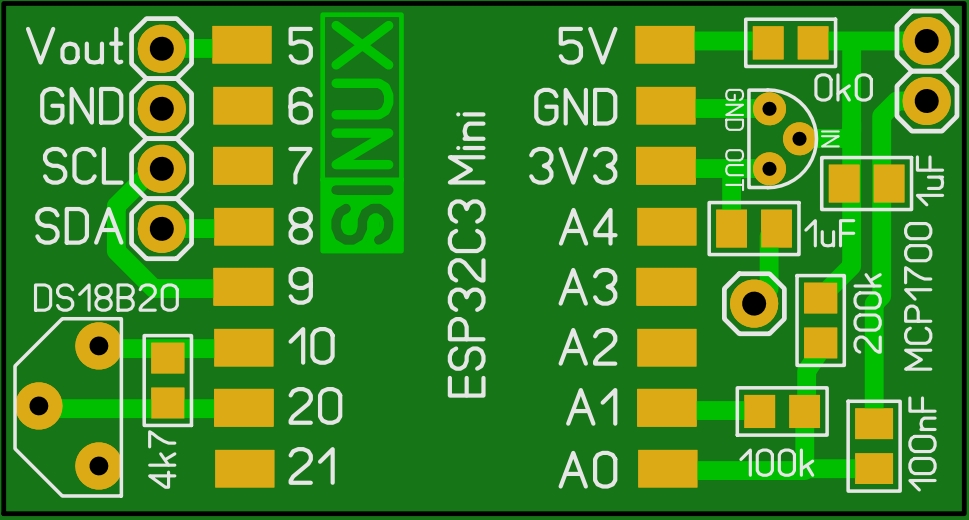 Vout
GND
SCL
SDA
DS18B20
4k7
5
6
7
8
9
10
20
21
SINUX
ESP32C3 Mini
5V
GND
3V3
A4
A3
A2
A1
A0
0k0
GND
IN
OUT
1uF
1uF
MCP1700
200k
100k
100nF